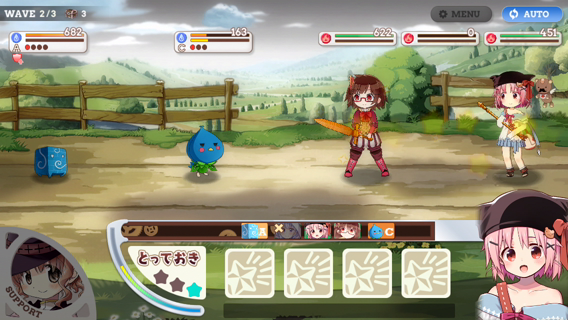 WAVE 2/3 3
MENU
AUTO
682
A
163
C
622
0
451
A
C
とっておき
SUPPORT